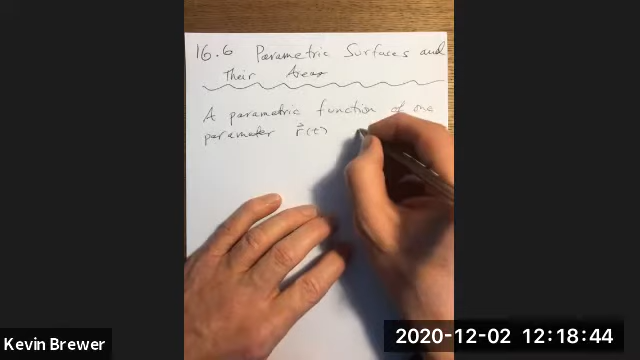 16.6 Parametric Surfaces and
Their Areas
A parametric function of one
parameter r⃗(t)
Kevin Brewer
2020-12-02 12:18:44